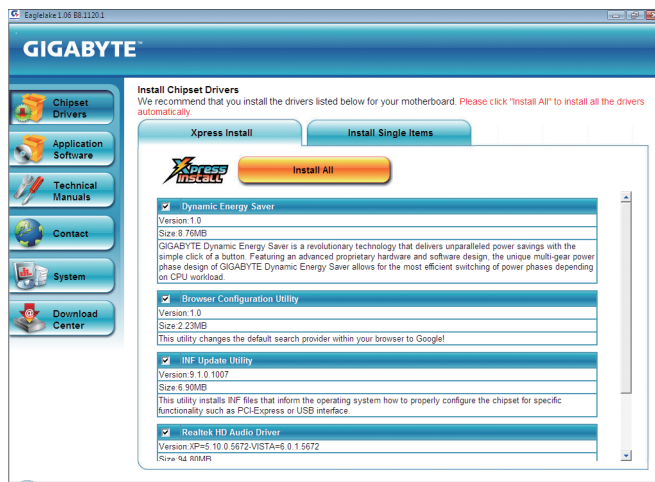 Eaglelake 1.06 B8.1120.1
GIGABYTE™
Chipset
Drivers
Application
Software
Technical
Manuals
Contact
System
Download
Center
Install Chipset Drivers
We recommend that you install the drivers listed below for your motherboard. Please click "Install All" to install all the drivers
automatically.
Xpress Install
Install Single Items
Xpress
INSTALL
Install All
Dynamic Energy Saver
Version:1.0
Size:8.76MB
GIGABYTE Dynamic Energy Saver is a revolutionary technology that delivers unparalleled power savings with the
simple click of a button. Featuring an advanced proprietary hardware and software design, the unique multi-gear power
phase design of GIGABYTE Dynamic Energy Saver allows for the most efficient switching of power phases depending
on CPU workload.
Browser Configuration Utility
Version:1.0
Size:2.23MB
This utility changes the default search provider within your browser to Google!
INF Update Utility
Version:9.1.0.1007
Size:6.90MB
This utility installs INF files that inform the operating system how to properly configure the chipset for specific
functionality such as PCI-Express or USB interface.
Realtek HD Audio Driver
Version:XP=5.10.0.5672-VISTA=6.0.1.5672
Size:94.80MB